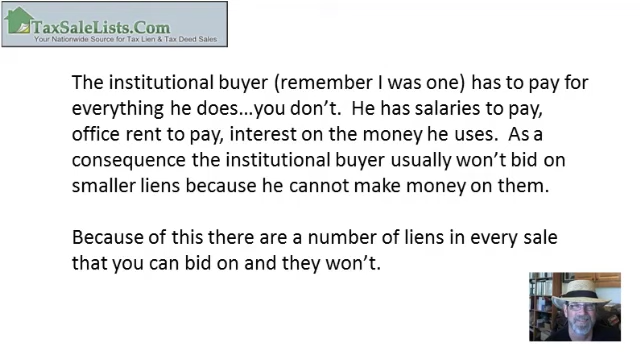 TaxSaleLists.Com
Your Nationwide Source for Tax Lien & Tax Deed Sales
The institutional buyer (remember I was one) has to pay for
everything he does...you don't.  He has salaries to pay,
office rent to pay, interest on the money he uses.  As a
consequence the institutional buyer usually won't bid on
smaller liens because he cannot make money on them.
Because of this there are a number of liens in every sale
that you can bid on and they won't.